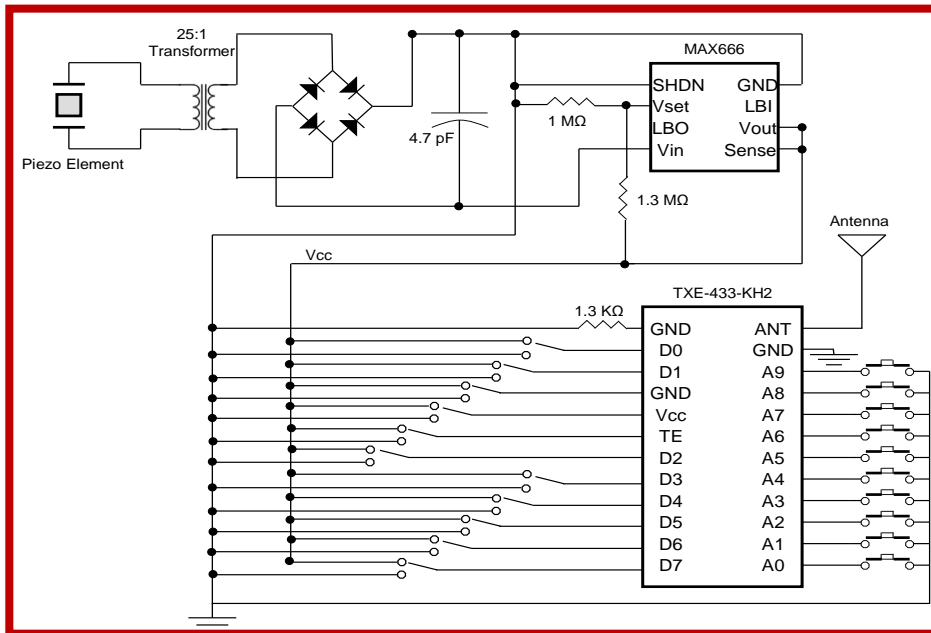 25:1
Transformer
Piezo Element
4.7 pF
MAX666
SHDN
Vset
LBO
Vin
GND
LBI
Vout
Sense
1 MΩ
1.3 MΩ
Vcc
Antenna
TXE-433-KH2
1.3 KΩ
GND
D0
D1
GND
Vcc
TE
D2
D3
D4
D5
D6
D7
ANT
GND
A9
A8
A7
A6
A5
A4
A3
A2
A1
A0